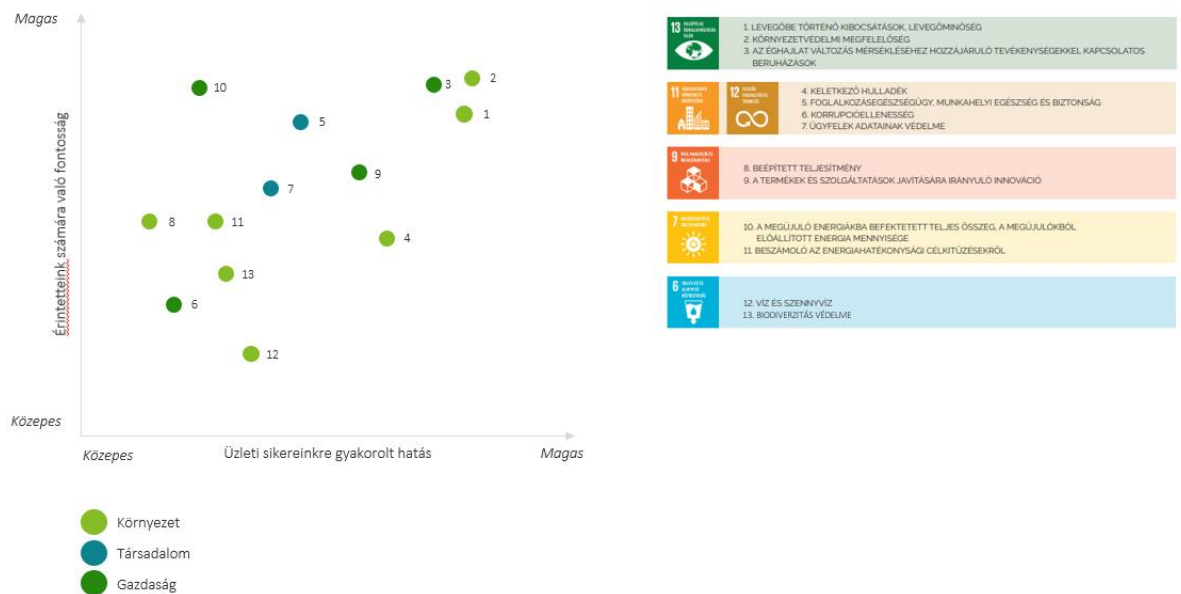 Magas
10
3
2
1
5
9
7
8
11
4
13
6
12
Érintetteink számára való fontosság
Közepes
Közepes
Üzleti sikereinkre gyakorolt hatás
Magas
Környezet
Társadalom
Gazdaság
13
1. LEVEGŐBE TÖRTÉNŐ KIBOCSÁTÁSOK, LEVEGŐMINŐSÉG
2. KÖRNYEZETVÉDELMI MEGFELELŐSÉG
3. AZ ÉGHAJLAT VÁLTOZÁS MÉRSÉKLÉSÉHEZ HOZZÁJÁRULÓ TEVÉKENYSÉGEKKEL KAPCSOLATOS
BERUHÁZÁSOK
11
12
4. KELETKEZŐ HULLADÉK
5. FOGLALKOZÁSEGÉSZSÉGÜGY, MUNKAHELYI EGÉSZSÉG ÉS BIZTONSÁG
6. KORRUPCIÓELLENESSÉG
7. ÜGYFELEK ADATAINAK VÉDELME
9
8. BEÉPÍTETT TELJESÍTMÉNY
9. A TERMÉKEK ÉS SZOLGÁLTATÁSOK JAVÍTÁSÁRA IRÁNYULÓ INNOVÁCIÓ
7
10. A MEGÚJULÓ ENERGIÁKBA BEFEKTETETT TELJES ÖSSZEG, A MEGÚJULÓKBÓL
ELŐÁLLÍTOTT ENERGIA MENNYISÉGE
11. BESZÁMOLÓ AZ ENERGIAHATÉKONYSÁGI CÉLKITŰZÉSEKRŐL
6
12. VÍZ ÉS SZENNYVÍZ
13. BIODIVERZITÁS VÉDELME